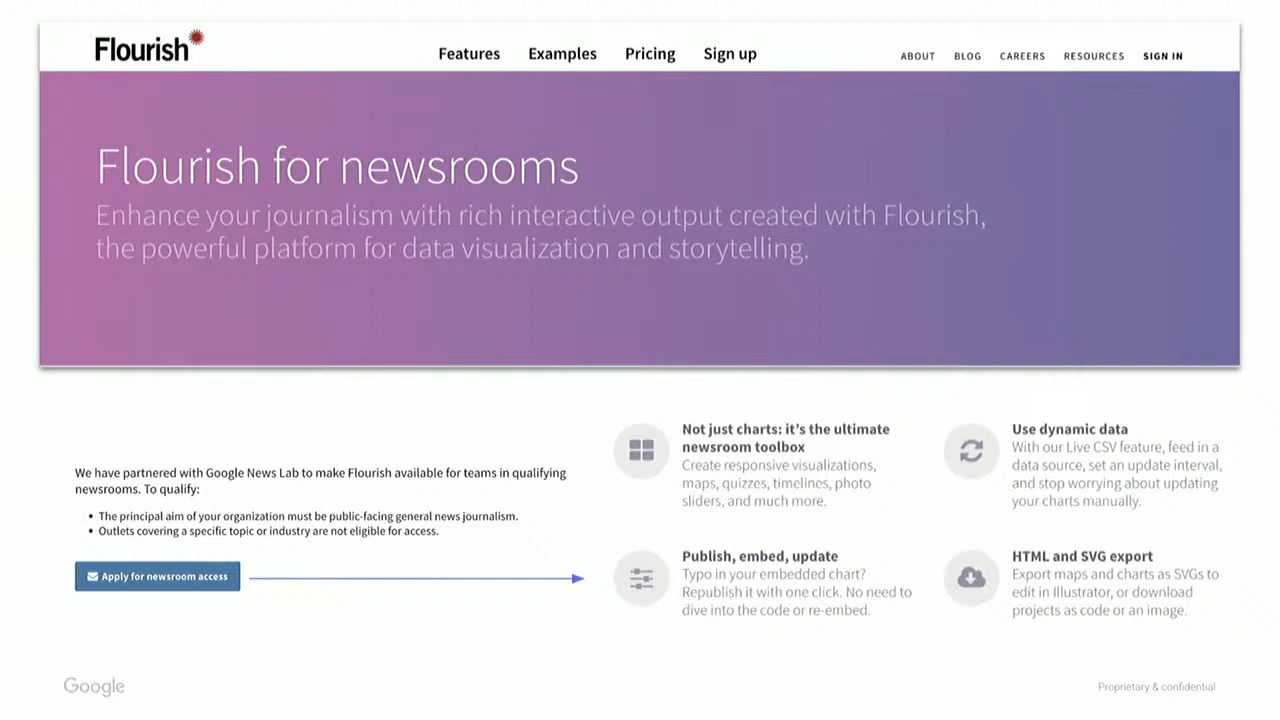 Flourish
Features Examples Pricing Sign up
ABOUT BLOG CAREERS RESOURCES SIGN IN
Flourish for newsrooms
Enhance your journalism with rich interactive output created with Flourish,
the powerful platform for data visualization and storytelling.
We have partnered with Google News Lab to make Flourish available for teams in qualifying
newsrooms. To qualify:
• The principal aim of your organization must be public-facing general news journalism.
• Outlets covering a specific topic or industry are not eligible for access.
Apply for newsroom access
Not just charts: it’s the ultimate
newsroom toolbox
Create responsive visualizations,
maps, quizzes, timelines, photo
sliders, and much more.
Use dynamic data
With our Live CSV feature, feed in a
data source, set an update interval,
and stop worrying about updating
your charts manually.
Publish, embed, update
Typo in your embedded chart?
Republish it with one click. No need to
dive into the code or re-embed.
HTML and SVG export
Export maps and charts as SVGs to
edit in Illustrator, or download
projects as code or an image.
Google
Proprietary & confidential